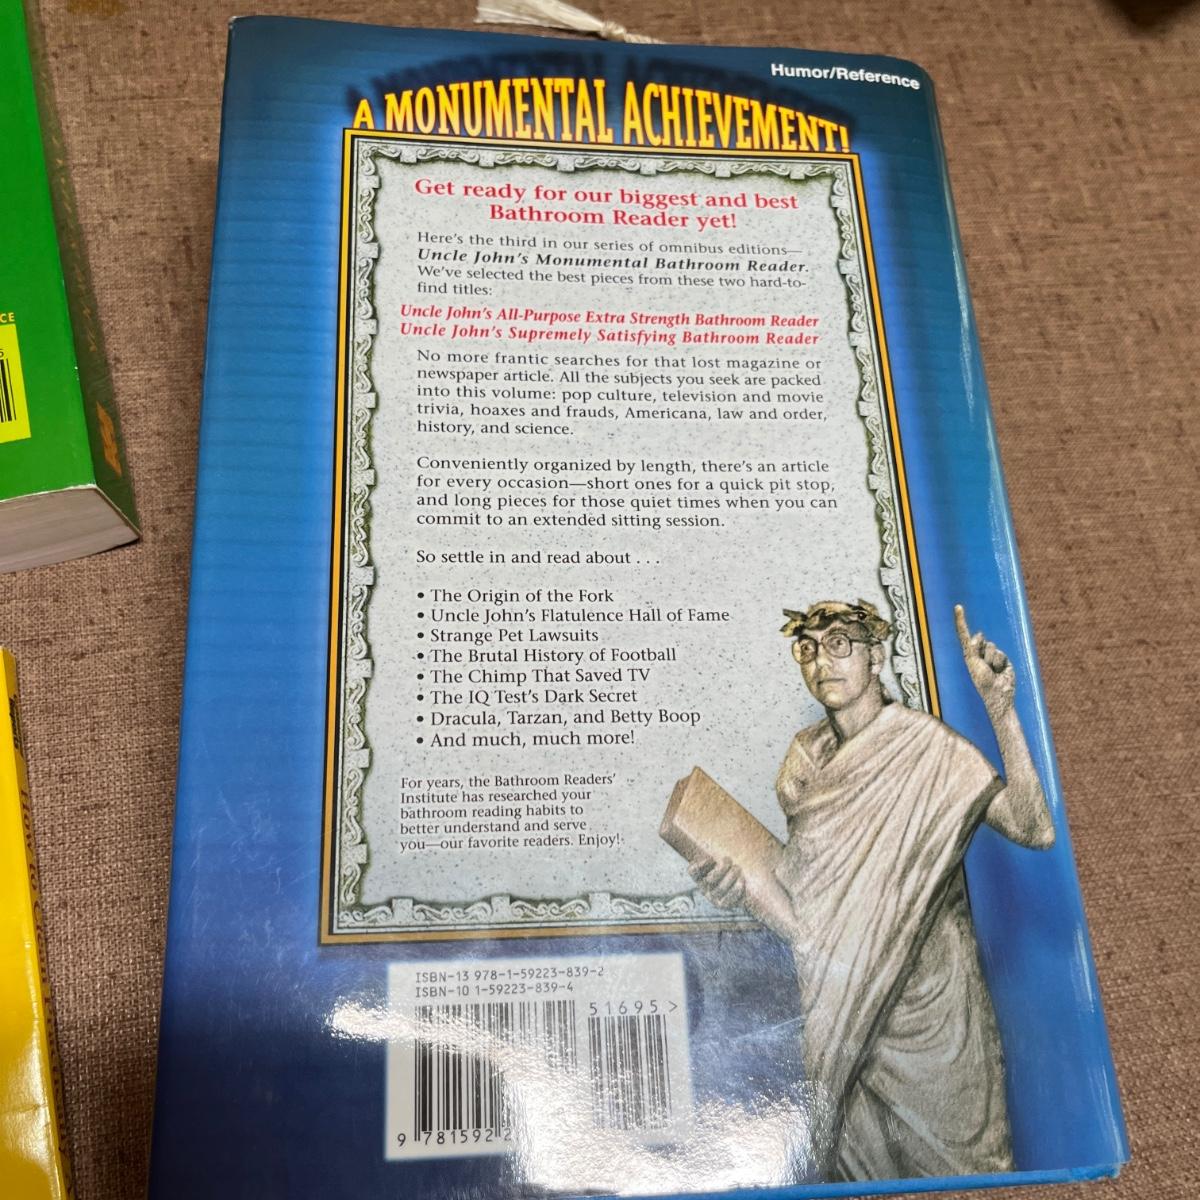 Humor/Reference
A MONUMENTAL ACHIEVEMENT!
Get ready for our biggest and best
Bathroom Reader yet!
Here's the third in our series of omnibus editions—
Uncle John's Monumental Bathroom Reader.
We've selected the best pieces from these two hard-to-
find titles:
Uncle John's All-Purpose Extra Strength Bathroom Reader
Uncle John's Supremely Satisfying Bathroom Reader
No more frantic searches for that lost magazine or
newspaper article. All the subjects you seek are packed
into this volume: pop culture, television and movie
trivia, hoaxes and frauds, Americana, law and order,
history, and science.
Conveniently organized by length, there's an article
for every occasion—short ones for a quick pit stop,
and long pieces for those quiet times when you can
commit to an extended sitting session.
So settle in and read about . . .
• The Origin of the Fork
• Uncle John's Flatulence Hall of Fame
• Strange Pet Lawsuits
• The Brutal History of Football
• The Chimp That Saved TV
• The IQ Test's Dark Secret
• Dracula, Tarzan, and Betty Boop
• And much, much more!
For years, the Bathroom Readers'
Institute has researched your
bathroom reading habits to
better understand and serve
you—our favorite readers. Enjoy!
ISBN-13 978-1-59223-839-2
ISBN-10 1-59223-839-4
51695>
9 781592 2
How to